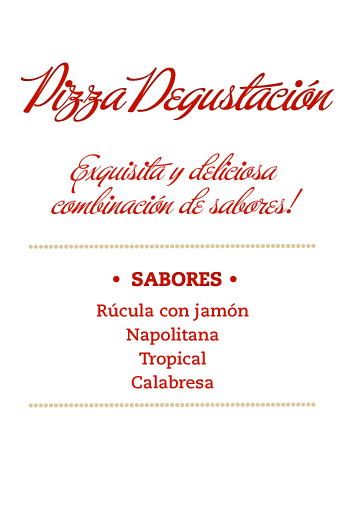 Pizza Degustación
Exquisita y deliciosa
combinación de sabores!
• SABORES •
Rúcula con jamón
Napolitana
Tropical
Calabresa